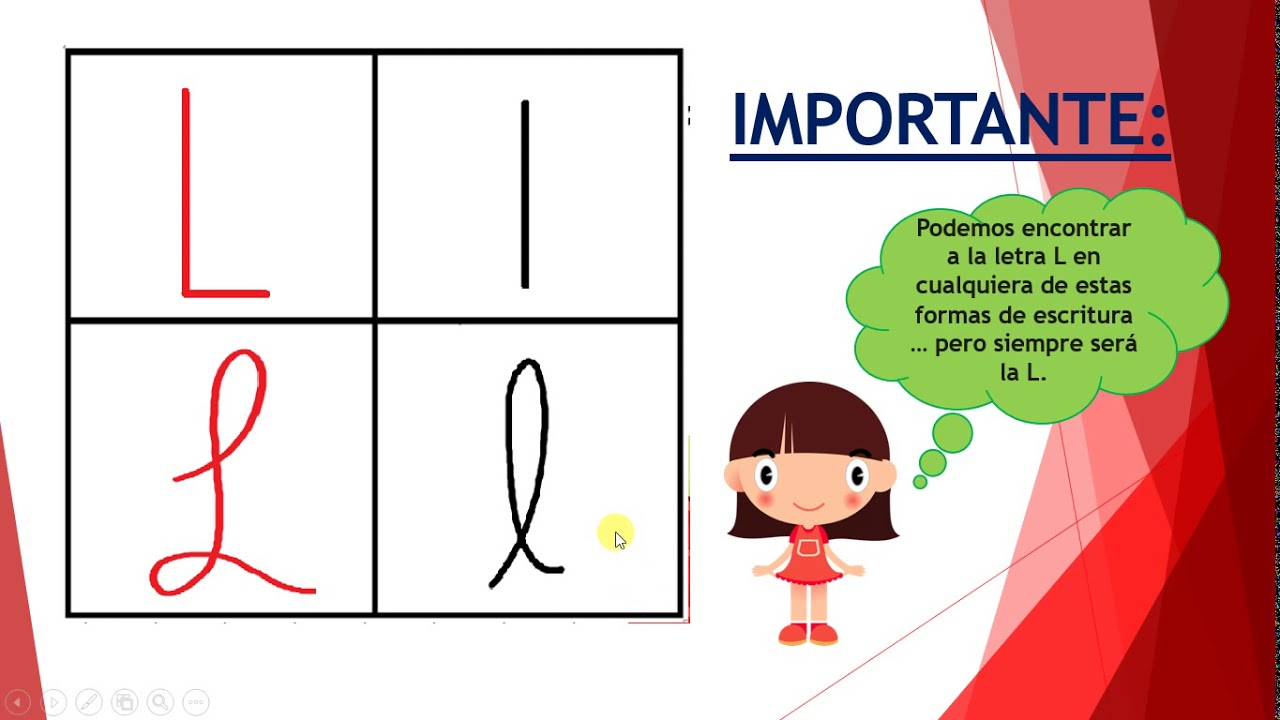 L l
L l
IMPORTANTE:
Podemos encontrar
a la letra L en
cualquiera de estas
formas de escritura
… pero siempre será
la L.